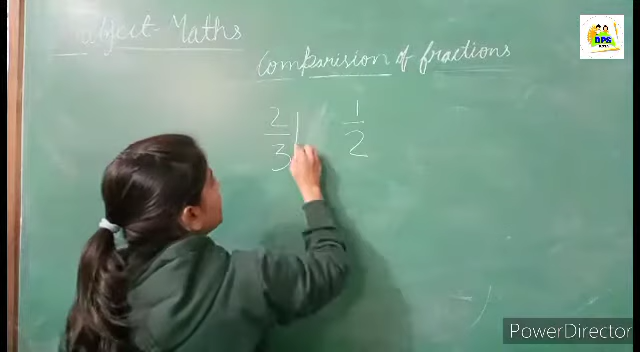 Subject - Maths
Comparision of fractions
2 1
3 2
DPS
PowerDirector